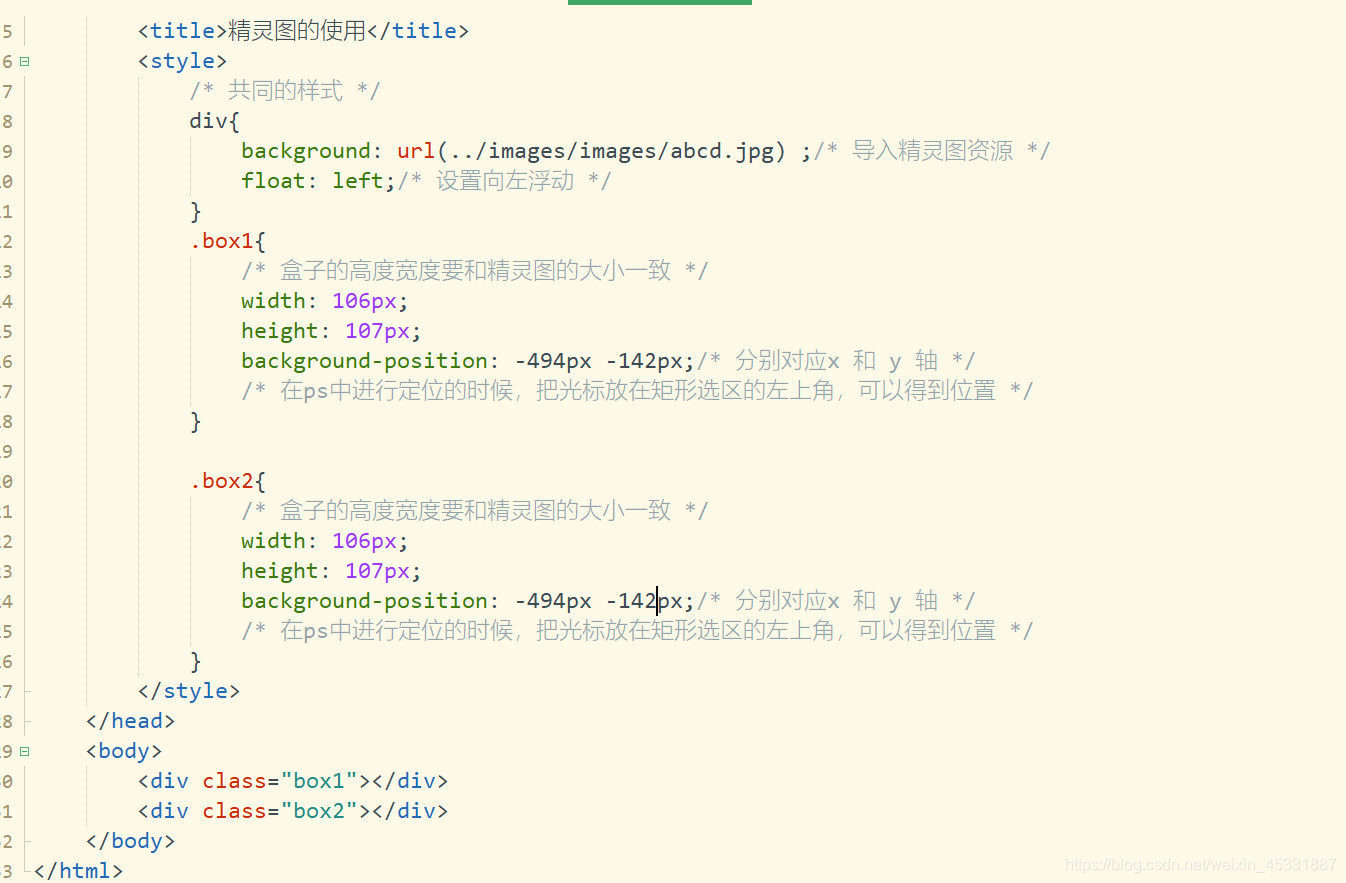 5 <title>精灵图的使用</title>
6 <style>
7 /* 共同的样式 */
8 div{
9 background: url(../images/images/abcd.jpg) ;/* 导入精灵图资源 */
0 float: left;/* 设置向左浮动 */
1 }
2 .box1{
3 /* 盒子的高度宽度要和精灵图的大小一致 */
4 width: 106px;
5 height: 107px;
6 background-position: -494px -142px;/* 分别对应x 和 y 轴 */
7 /* 在ps中进行定位的时候，把光标放在矩形选区的左上角，可以得到位置 */
8 }
9
0 .box2{
1 /* 盒子的高度宽度要和精灵图的大小一致 */
2 width: 106px;
3 height: 107px;
4 background-position: -494px -142px;/* 分别对应x 和 y 轴 */
5 /* 在ps中进行定位的时候，把光标放在矩形选区的左上角，可以得到位置 */
6 }
7 </style>
8 </head>
9 <body>
0 <div class="box1"></div>
1 <div class="box2"></div>
2 </body>
3 </html>
https://blog.csdn.net/weixin_45331887